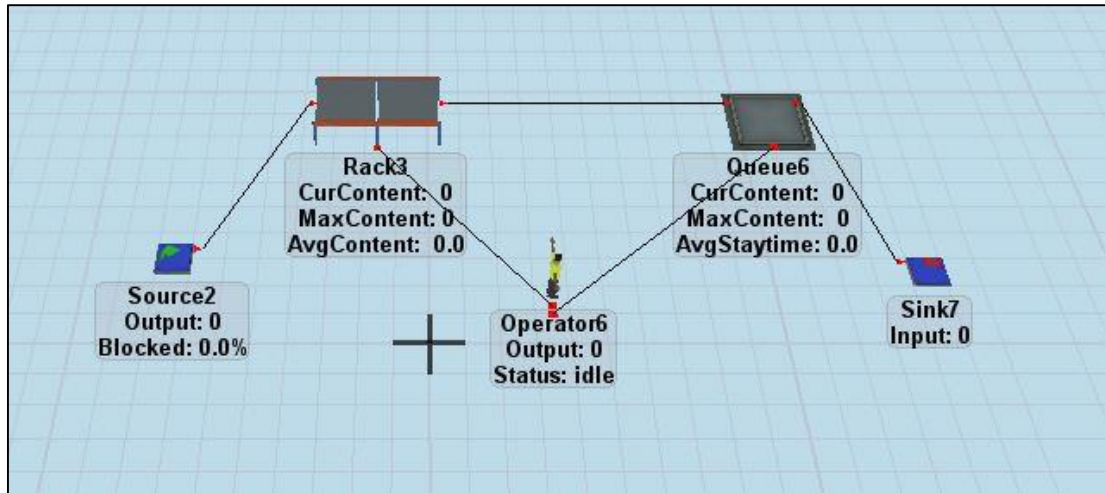 Rack3
CurContent: 0
MaxContent: 0
AvgContent: 0.0
Queue6
CurContent: 0
MaxContent: 0
AvgStaytime: 0.0
Source2
Output: 0
Blocked: 0.0%
Operator6
Output: 0
Status: idle
Sink7
Input: 0